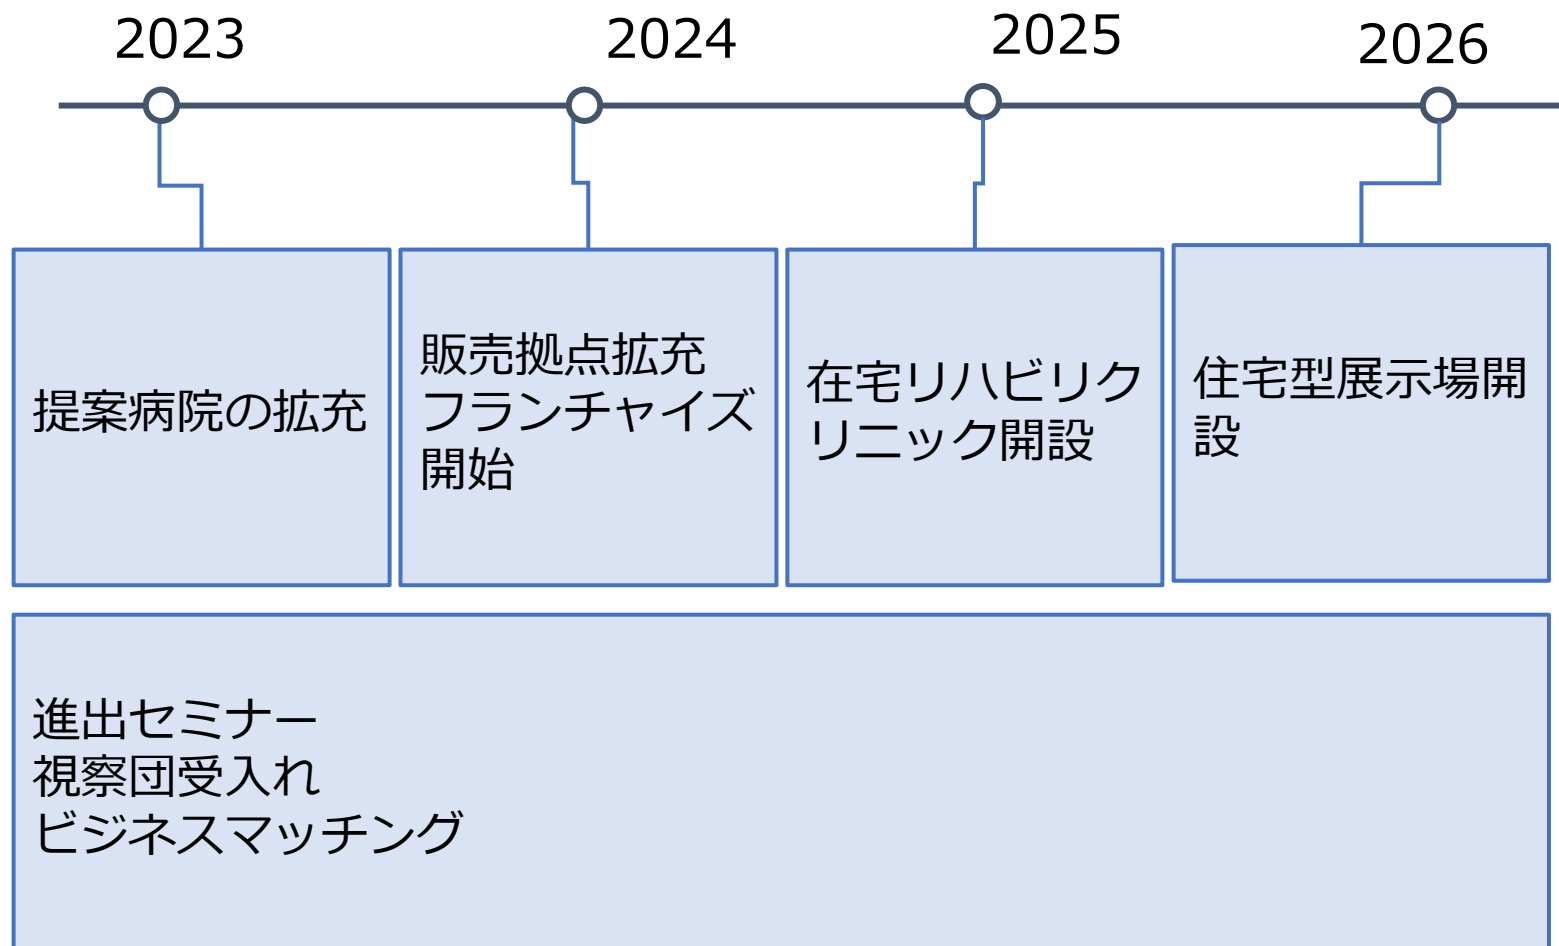 2023
2024
2025
2026
提案病院の拡充
販売拠点拡充
フランチャイズ
開始
在宅リハビリク
リニック開設
住宅型展示場開
設
進出セミナー
視察団受入れ
ビジネスマッチング